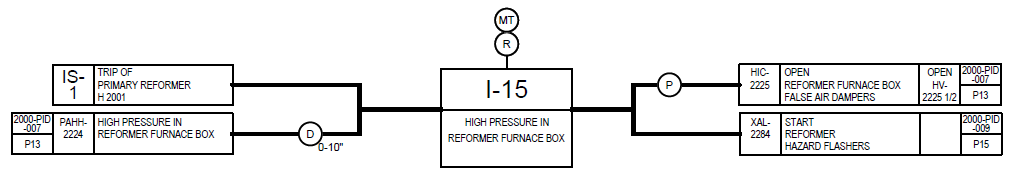 MT
R
IS-
1
TRIP OF
PRIMARY REFORMER
H 2001
2000-PID
-007
P13
PAHH-
2224
HIGH PRESSURE IN
REFORMER FURNACE BOX
D
0-10"
I-15
HIGH PRESSURE IN
REFORMER FURNACE BOX
P
HIC-
2225
OPEN
REFORMER FURNACE BOX
FALSE AIR DAMPERS
OPEN
HV-
2225 1/2
2000-PID
-007
P13
XAL-
2284
START
REFORMER
HAZARD FLASHERS
2000-PID
-009
P15